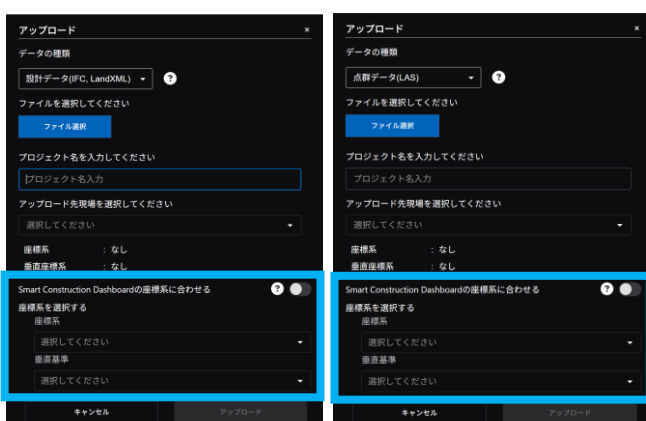 アップロード ×
データの種類
設計データ(IFC, LandXML) ?
ファイルを選択してください
ファイル選択
プロジェクト名を入力してください
プロジェクト名入力
アップロード先現場を選択してください
選択してください
座標系 : なし
垂直座標系 : なし
Smart Construction Dashboardの座標系に合わせる ?
座標系を選択する
座標系
選択してください
垂直基準
選択してください
キャンセル アップロード
アップロード ×
データの種類
点群データ(LAS) ?
ファイルを選択してください
ファイル選択
プロジェクト名を入力してください
プロジェクト名入力
アップロード先現場を選択してください
選択してください
座標系 : なし
垂直座標系 : なし
Smart Construction Dashboardの座標系に合わせる ?
座標系を選択する
座標系
選択してください
垂直基準
選択してください
キャンセル アップロード